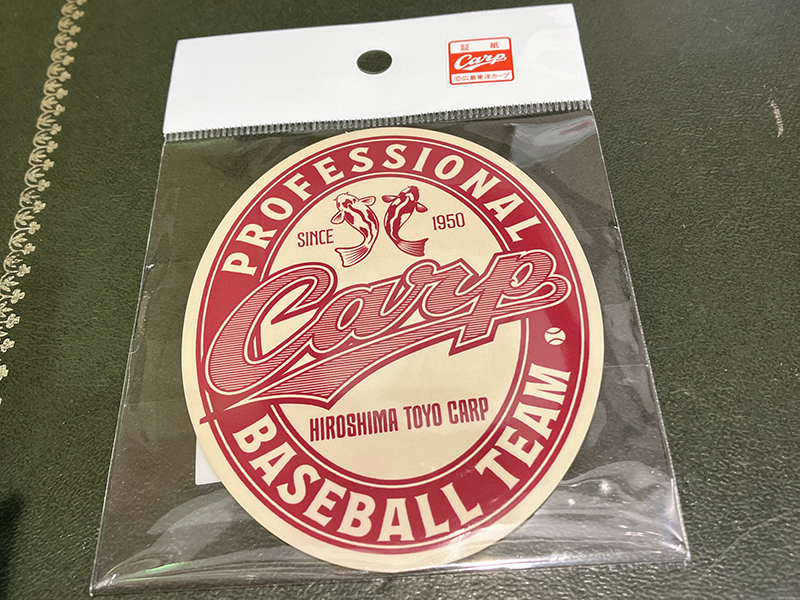 証 紙
Carp
©広島東洋カープ
PROFESSIONAL
SINCE 1950
Carp
HIROSHIMA TOYO CARP
BASEBALL TEAM